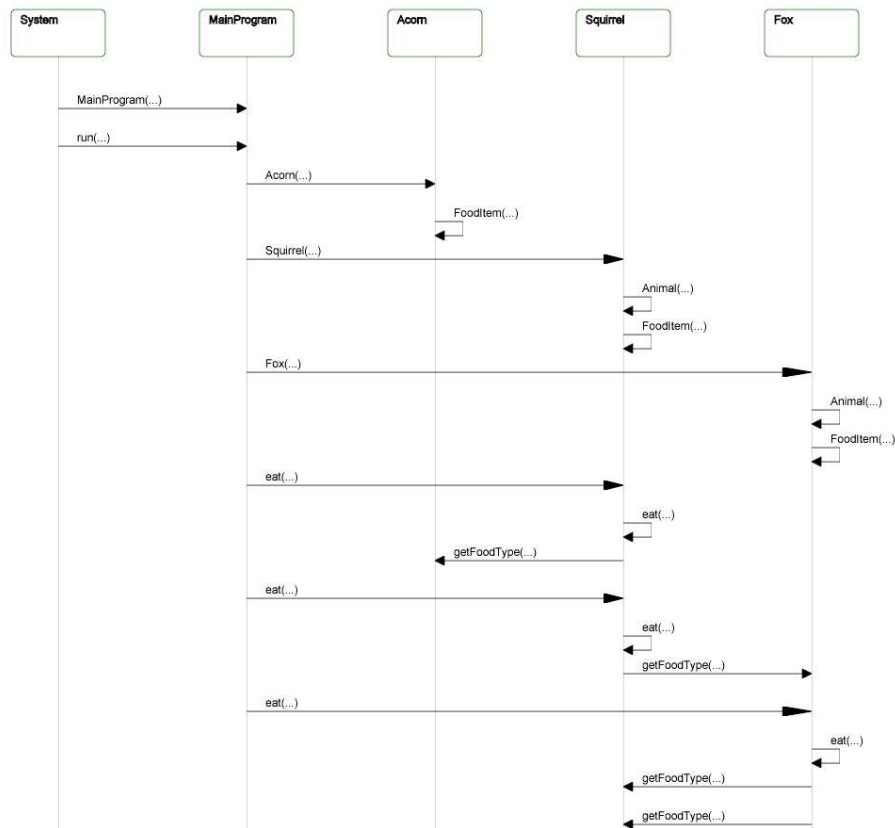 System
MainProgram
Acorn
Squirrel
Fox
MainProgram(...)
run(...)
Acorn(...)
FoodItem(...)
Squirrel(...)
Animal(...)
FoodItem(...)
Fox(...)
Animal(...)
FoodItem(...)
eat(...)
eat(...)
getFoodType(...)
eat(...)
eat(...)
getFoodType(...)
eat(...)
eat(...)
getFoodType(...)
getFoodType(...)